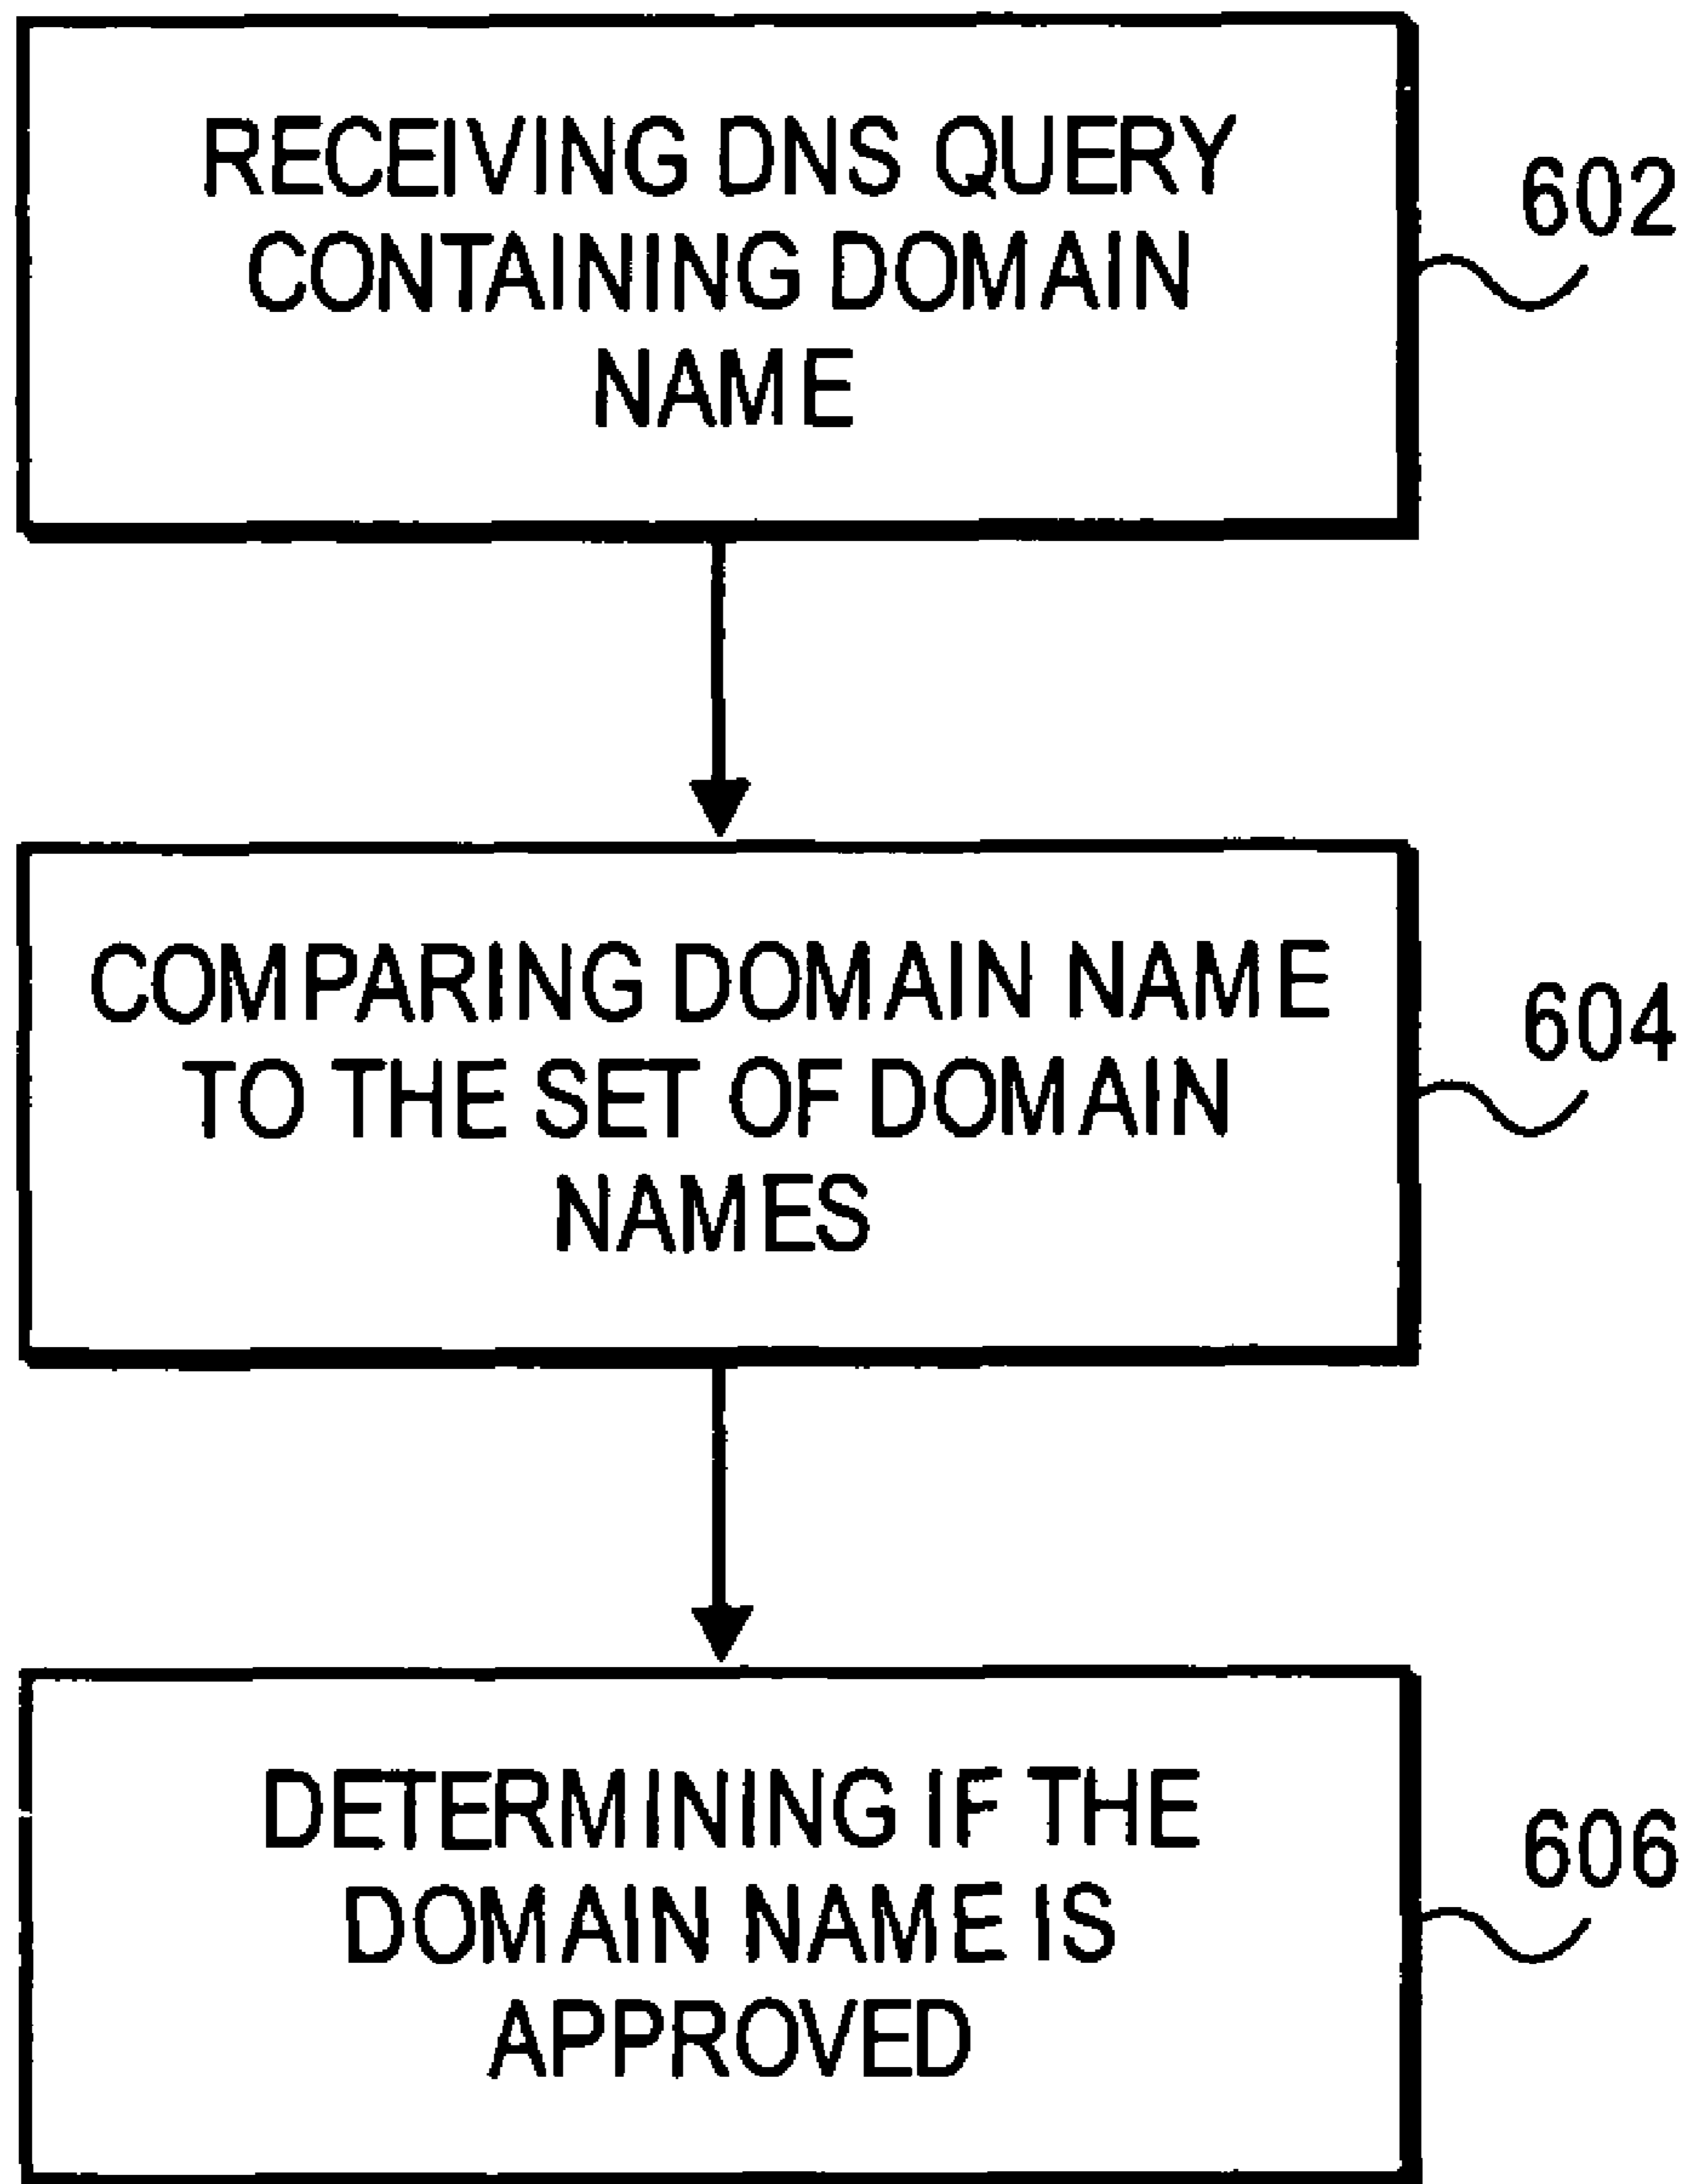 RECEIVING DNS QUERY
CONTAINING DOMAIN
NAME
602
COMPARING DOMAIN NAME
TO THE SET OF DOMAIN
NAMES
604
DETERMINING IF THE
DOMAIN NAME IS
APPROVED
606